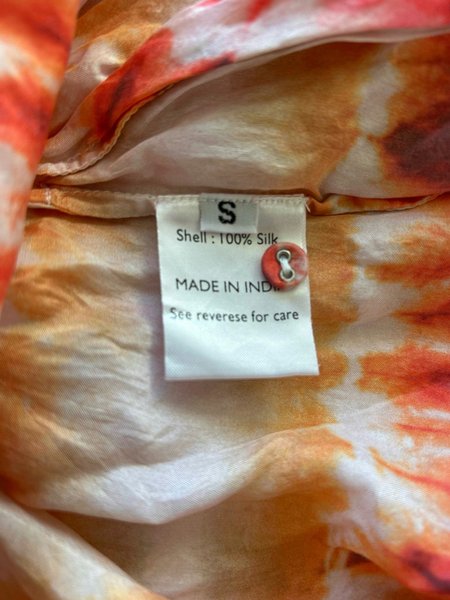 S
Shell : 100% Silk
MADE IN INDI
See reverese for care